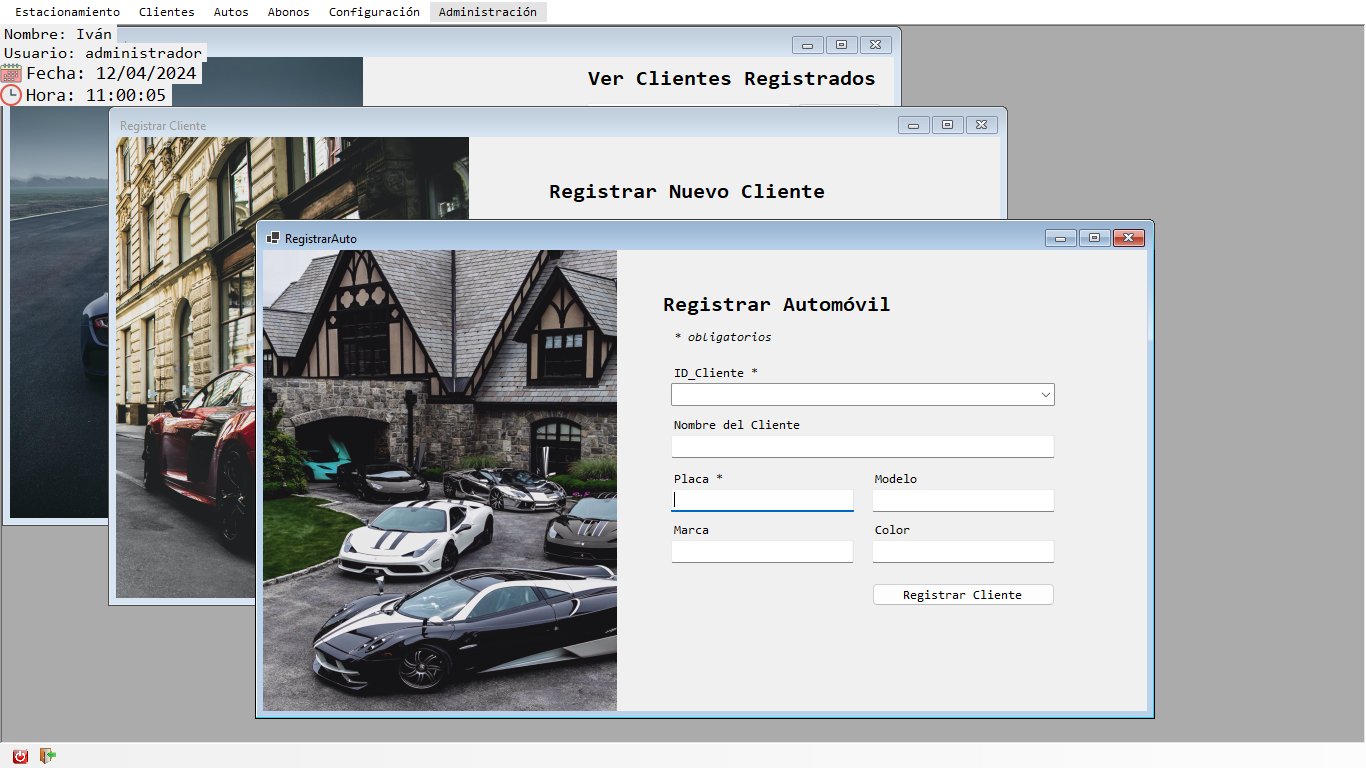 Estacionamiento Clientes Autos Abonos Configuración Administración
Nombre: Iván
Usuario: administrador
Fecha: 12/04/2024
Hora: 11:00:05
Ver Clientes Registrados
Registrar Cliente
Registrar Nuevo Cliente
RegistrarAuto
Registrar Automóvil
* obligatorios
ID_Cliente *
Nombre del Cliente
Placa * Modelo
Marca Color
Registrar Cliente